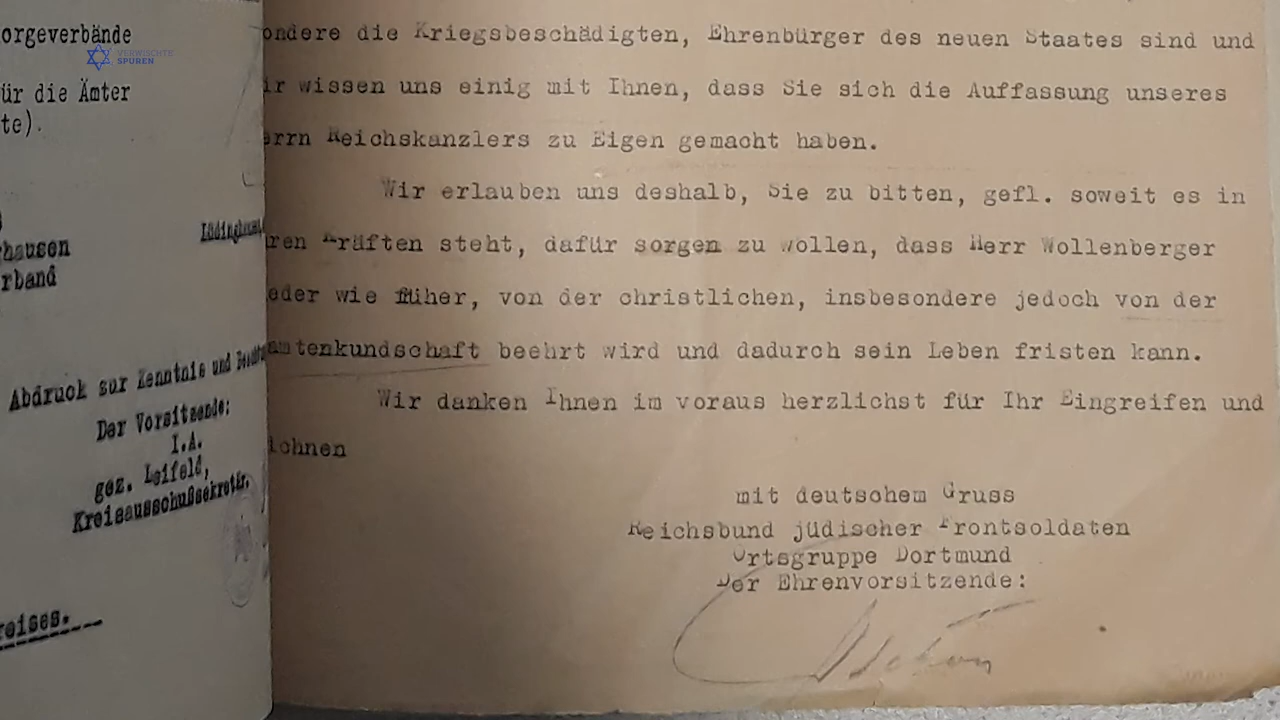 orgeverbände
VERWISCHTE
SPUREN
ür die Ämter
te).
hausen
rband
Lüdinghausen
Abdruck zur Kenntnis und
Der Vorsitzende:
I.A.
gez. Leifeld,
Kreisausschußsekretär.
reises.
ondere die Kriegsbeschädigten, Ehrenbürger des neuen Staates sind und
ir wissen uns einig mit Ihnen, dass Sie sich die Auffassung unseres
errn Reichskanzlers zu Eigen gemacht haben.
Wir erlauben uns deshalb, Sie zu bitten, gefl. soweit es in
ren Kräften steht, dafür sorgen zu wollen, dass Herr Wollenberger
eder wie früher, von der christlichen, insbesondere jedoch von der
amtenkundschaft beehrt wird und dadurch sein Leben fristen kann.
Wir danken Ihnen im voraus herzlichst für Ihr Eingreifen und
ichnen
mit deutschem Gruss
Reichsbund jüdischer Frontsoldaten
Ortsgruppe Dortmund
Der Ehrenvorsitzende: